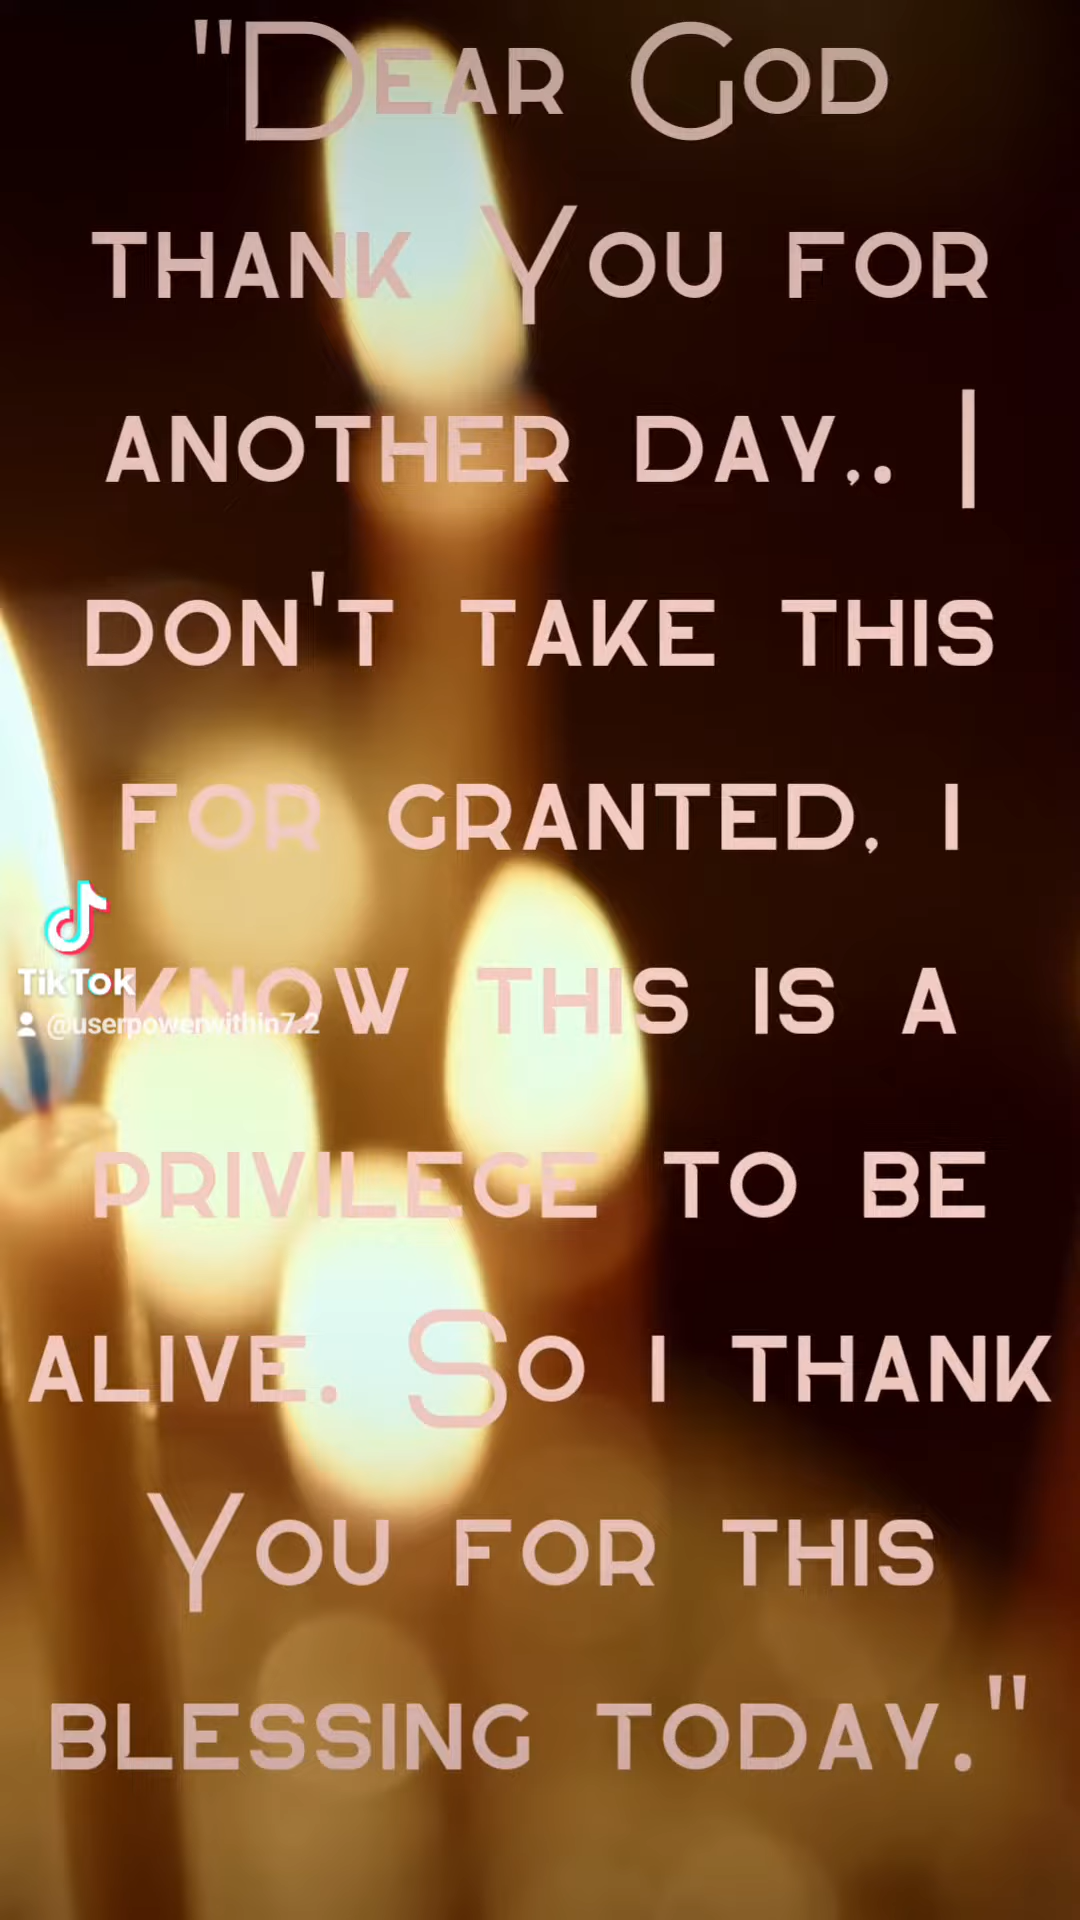 "Dear God
thank You for
another day,. |
don't take this
for granted, i
know this is a
privilege to be
alive. So i thank
You for this
blessing today."
TikTok
@userpowerwithin7.2